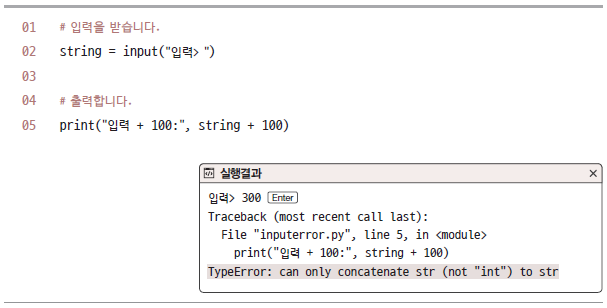 01 # 입력을 받습니다.
02 string = input("입력> ")
03
04 # 출력합니다.
05 print("입력 + 100:", string + 100)
실행결과 ×
입력> 300 Enter
Traceback (most recent call last):
File "inputerror.py", line 5, in <module>
print("입력 + 100:", string + 100)
TypeError: can only concatenate str (not "int") to str